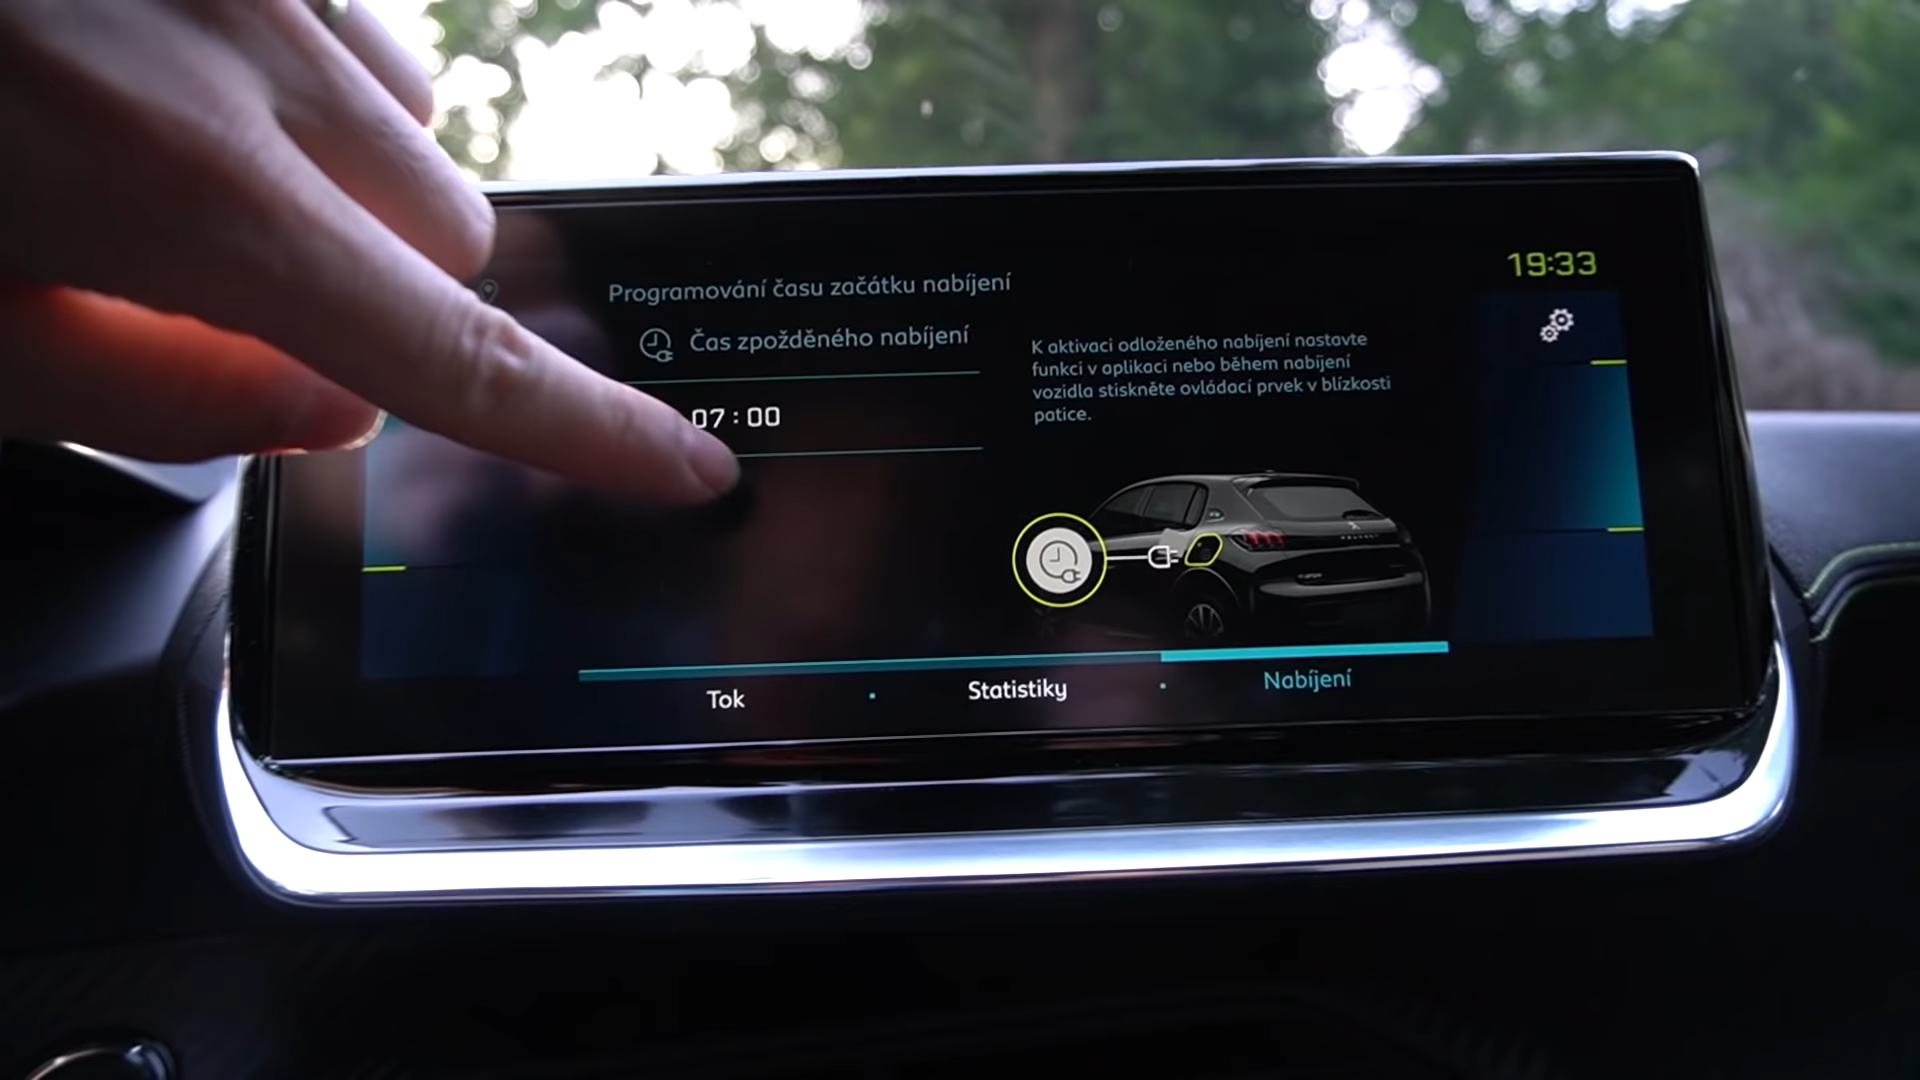 Programování času začátku nabíjení
19:33
Čas zpožděného nabíjení
K aktivaci odloženého nabíjení nastavte
funkci v aplikaci nebo během nabíjení
vozidla stiskněte ovládací prvek v blízkosti
patice.
07 : 00
PEUGEOT
Tok
Statistiky
Nabíjení